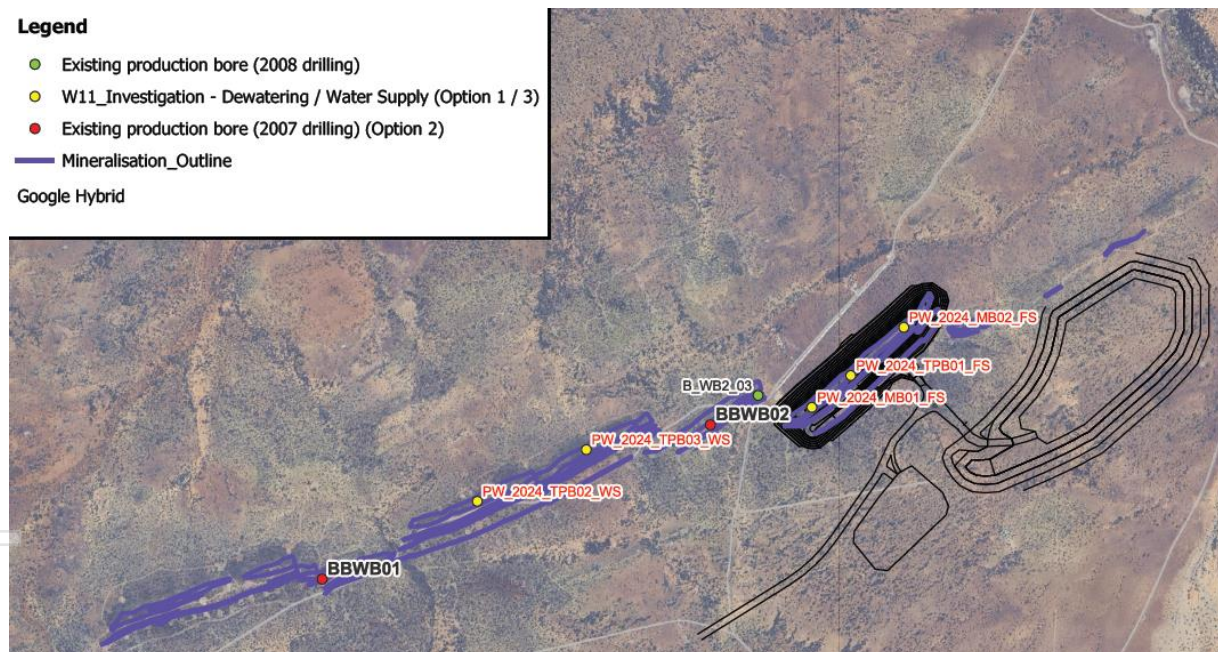 Legend
Existing production bore (2008 drilling)
W11_Investigation - Dewatering / Water Supply (Option 1 / 3)
Existing production bore (2007 drilling) (Option 2)
Mineralisation_Outline
Google Hybrid
PW_2024_MB02_FS
PW_2024_TPB01_FS
B_WB2_03
PW_2024_MB01_FS
BBWB02
PW_2024_TPB03_WS
PW_2024_TPB02_WS
BBWB01